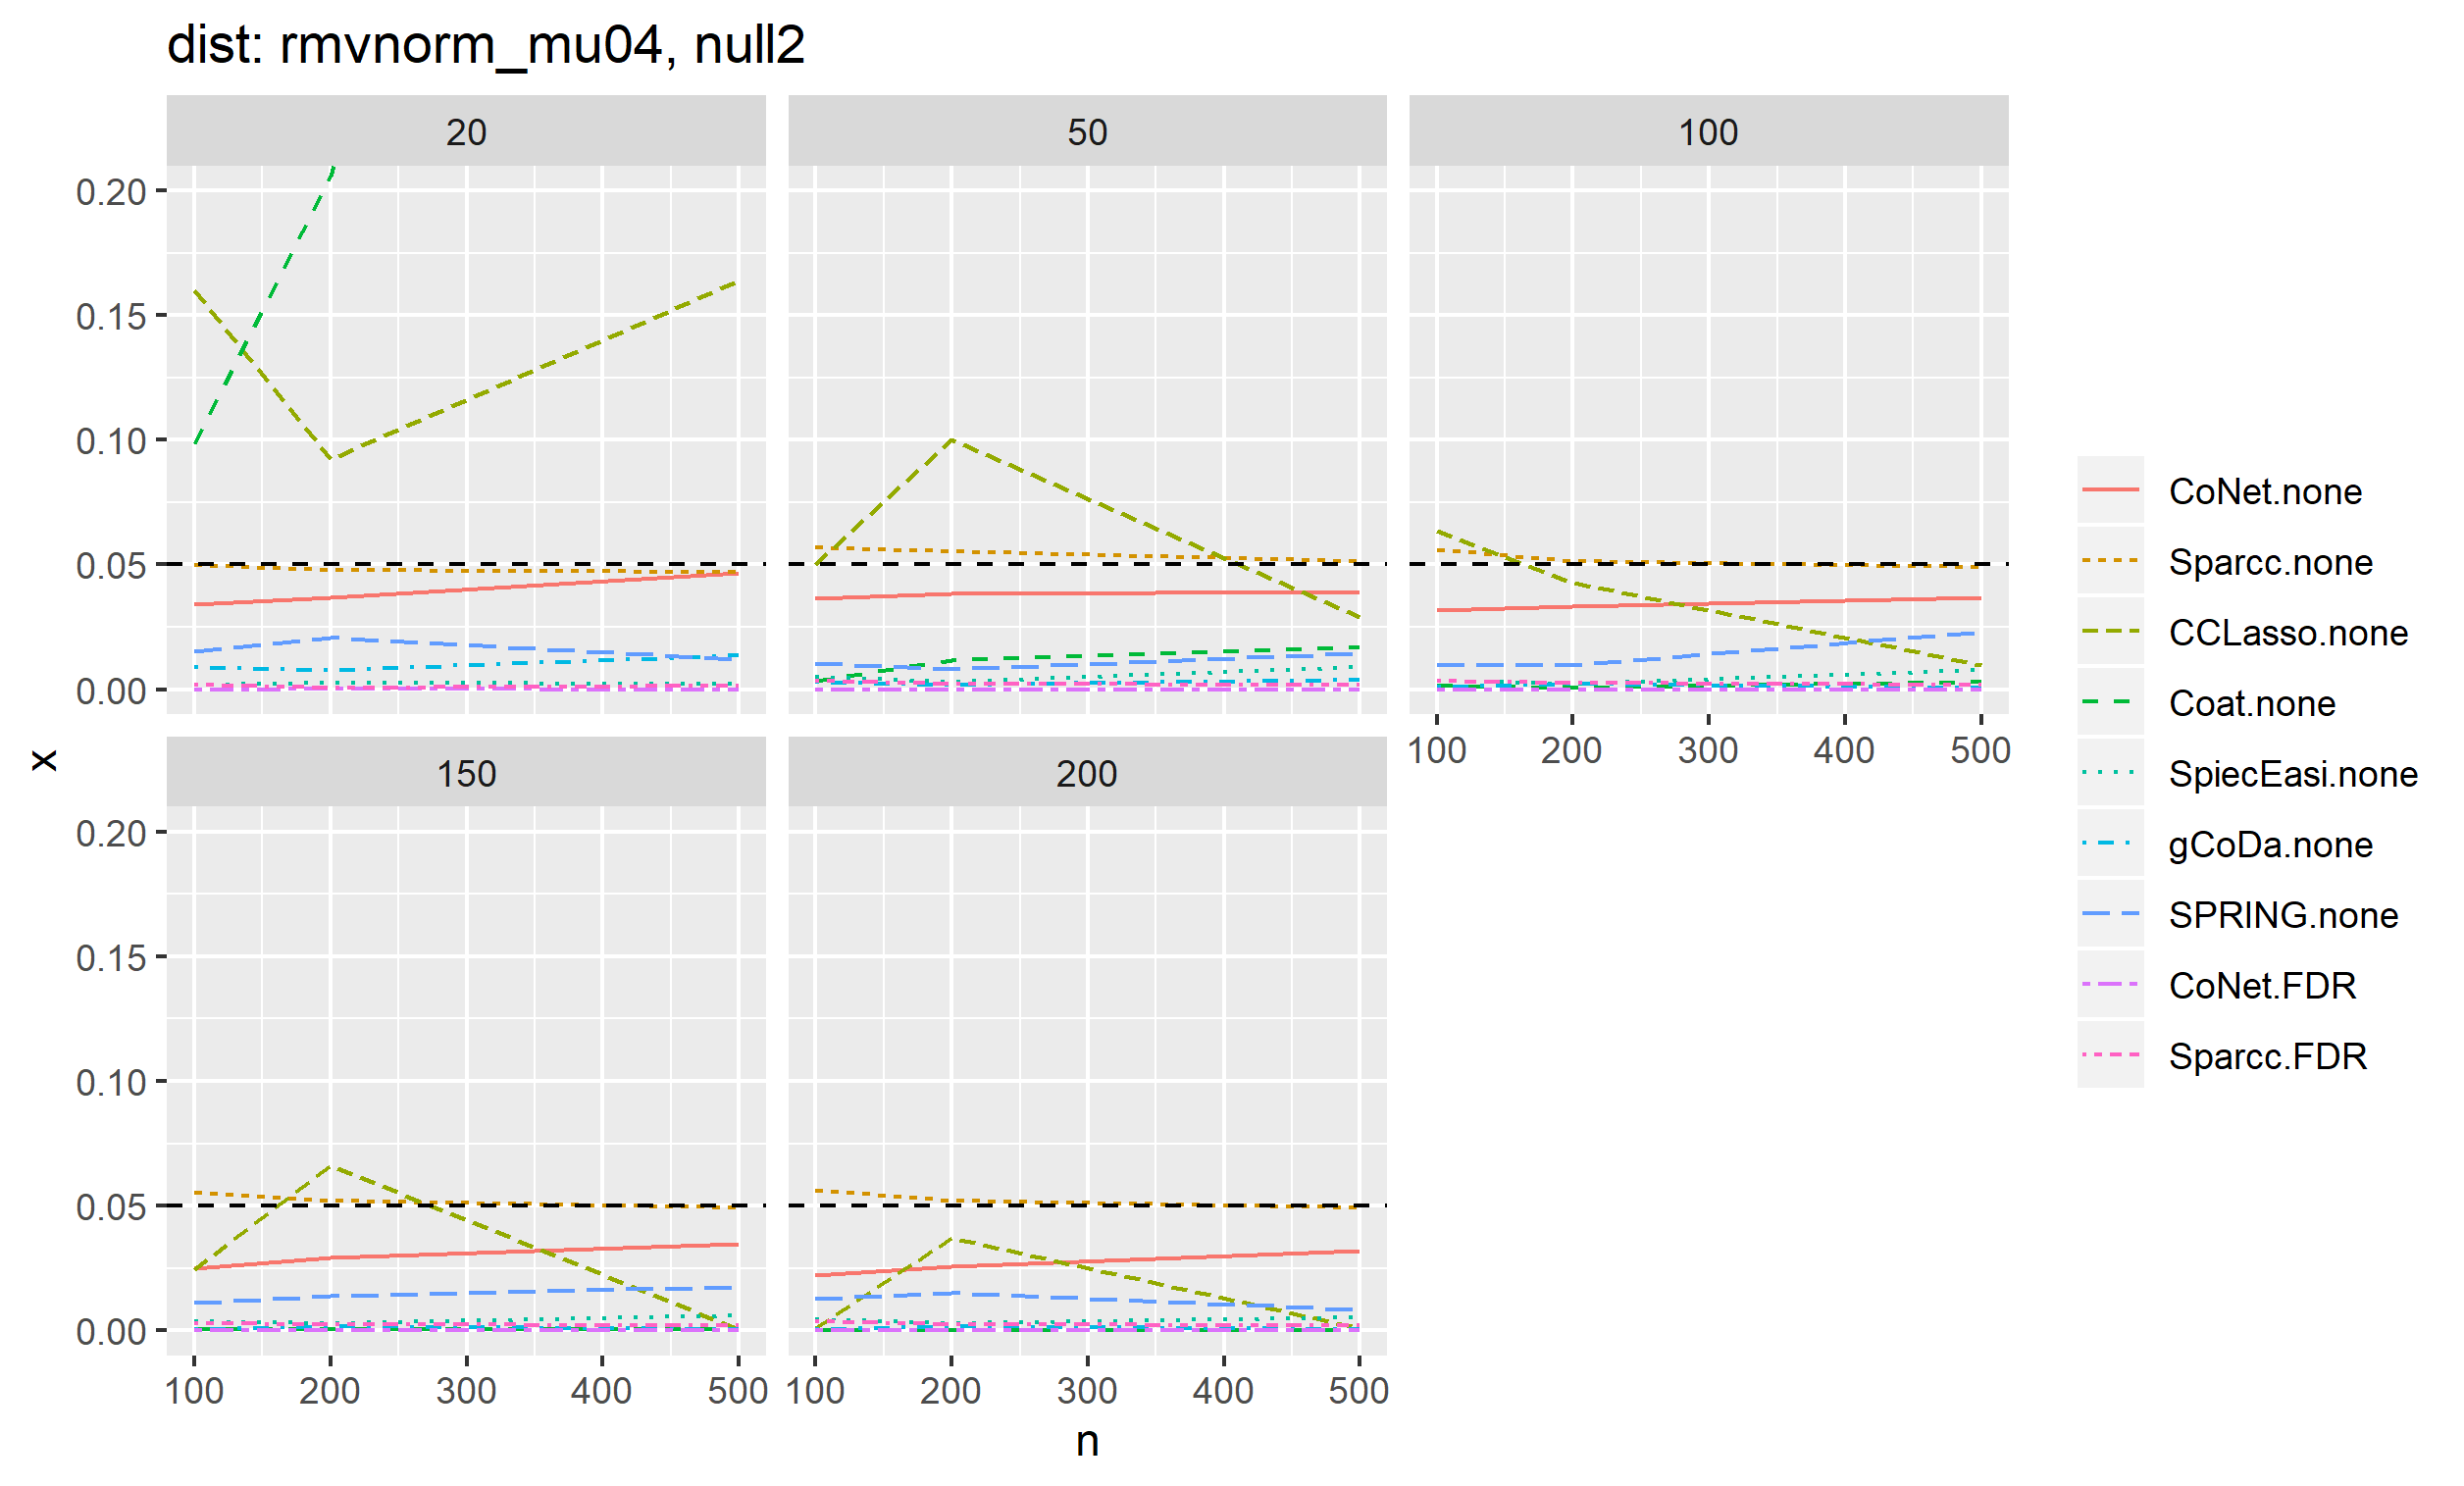 dist: rmvnorm_mu04, null2
20
50
100
0.20
0.15
0.10
0.05
0.00
100 200 300 400 500
x
150
200
0.20
0.15
0.10
0.05
0.00
100 200 300 400 500
100 200 300 400 500
n
CoNet.none
Sparcc.none
CCLasso.none
Coat.none
SpiecEasi.none
gCoDa.none
SPRING.none
CoNet.FDR
Sparcc.FDR